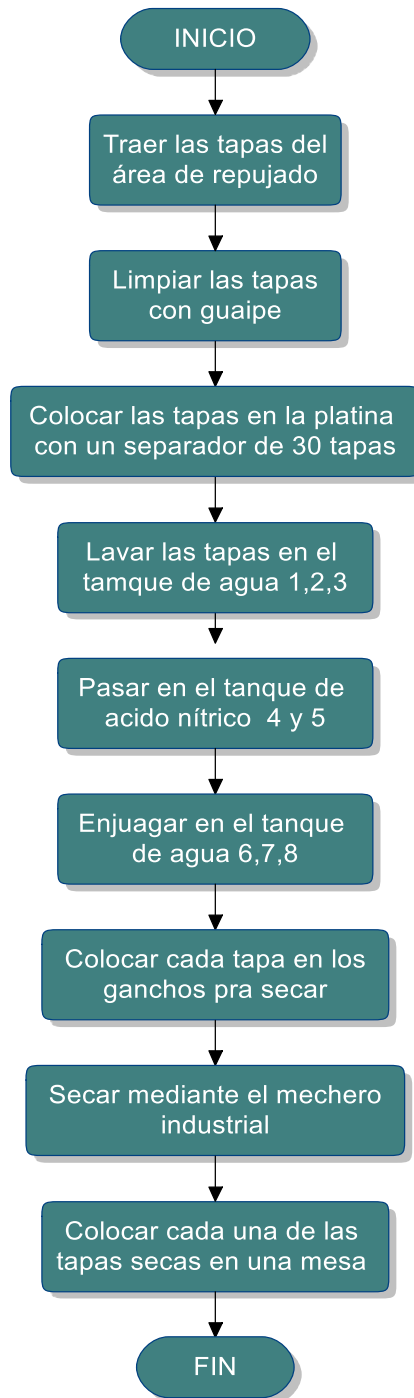 INICIO
Traer las tapas del
área de repujado
Limpiar las tapas
con guaipe
Colocar las tapas en la platina
con un separador de 30 tapas
Lavar las tapas en el
tamque de agua 1,2,3
Pasar en el tanque de
acido nítrico 4 y 5
Enjuagar en el tanque
de agua 6,7,8
Colocar cada tapa en los
ganchos pra secar
Secar mediante el mechero
industrial
Colocar cada una de las
tapas secas en una mesa
FIN